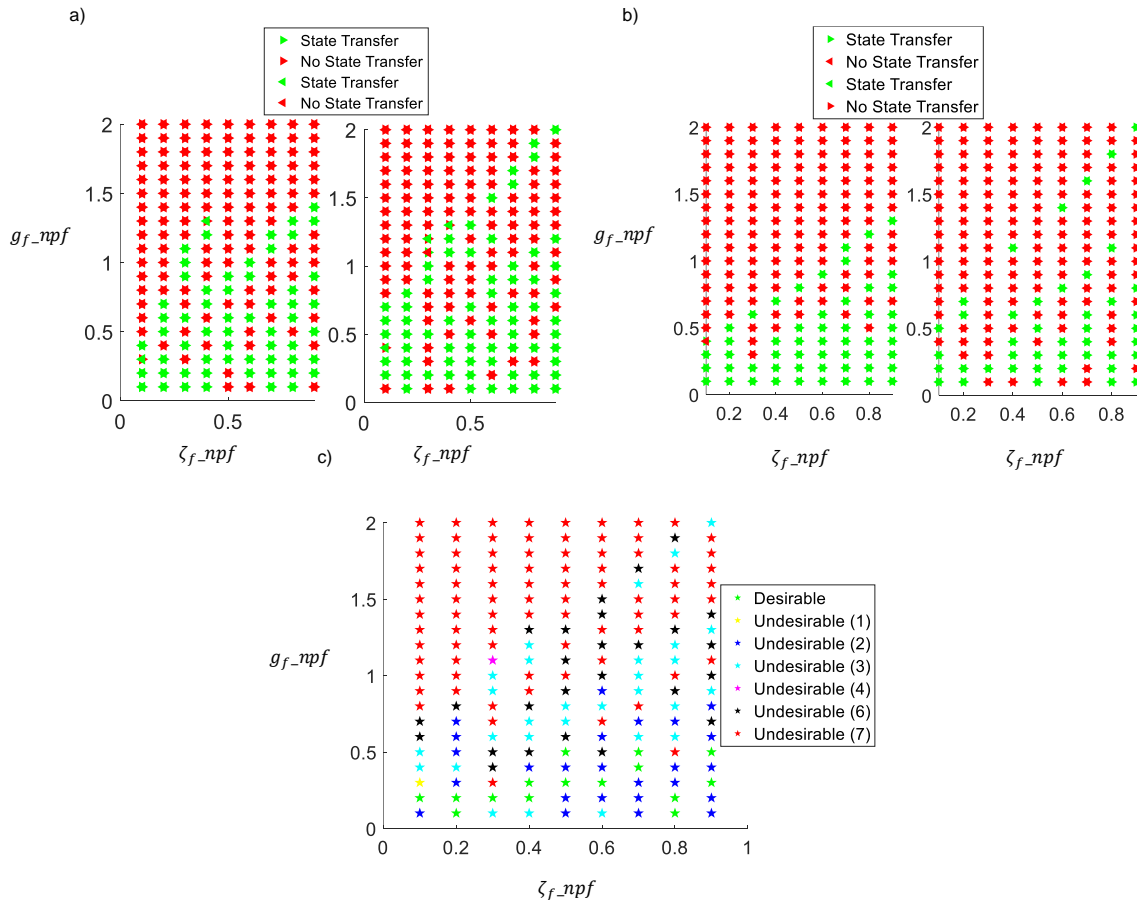 a)
State Transfer
No State Transfer
State Transfer
No State Transfer
2
1.5
1
0.5
0
0
0.5
g_f_npf
ζ_f_npf
2
1.5
1
0.5
0
0.5
ζ_f_npf
b)
State Transfer
No State Transfer
State Transfer
No State Transfer
2
1.5
1
0.5
0
0.2 0.4 0.6 0.8
g_f_npf
ζ_f_npf
2
1.5
1
0.5
0
0.2 0.4 0.6 0.8
ζ_f_npf
c)
2
1.5
1
0.5
0
0 0.2 0.4 0.6 0.8 1
g_f_npf
ζ_f_npf
Desirable
Undesirable (1)
Undesirable (2)
Undesirable (3)
Undesirable (4)
Undesirable (6)
Undesirable (7)